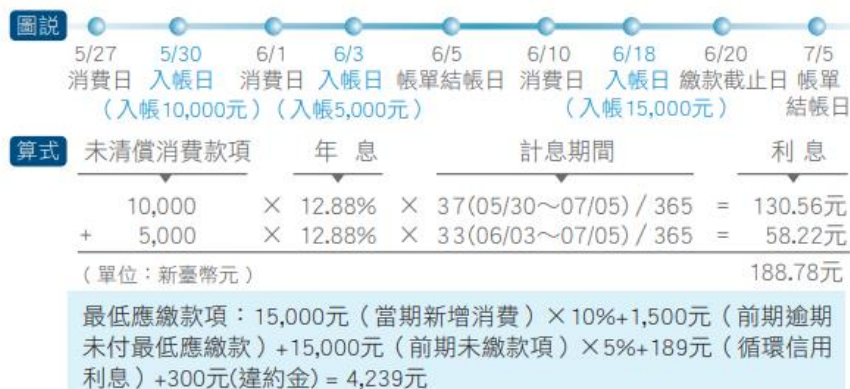 圖説
5/27 5/30 6/1 6/3 6/5 6/10 6/18 6/20 7/5
消費日 入帳日 消費日 入帳日 帳單結帳日 消費日 入帳日 繳款截止日 帳單
(入帳10,000元)(入帳5,000元) (入帳15,000元) 結帳日
算式 未清償消費款項 年 息 計息期間 利 息
10,000 × 12.88% × 37(05/30～07/05) / 365 = 130.56元
+ 5,000 × 12.88% × 33(06/03～07/05) / 365 = 58.22元
(單位：新臺幣元) 188.78元
最低應繳款項：15,000元(當期新增消費)×10%+1,500元(前期逾期
未付最低應繳款)+15,000元(前期未繳款項)×5%+189元(循環信用
利息)+300元(違約金) = 4,239元